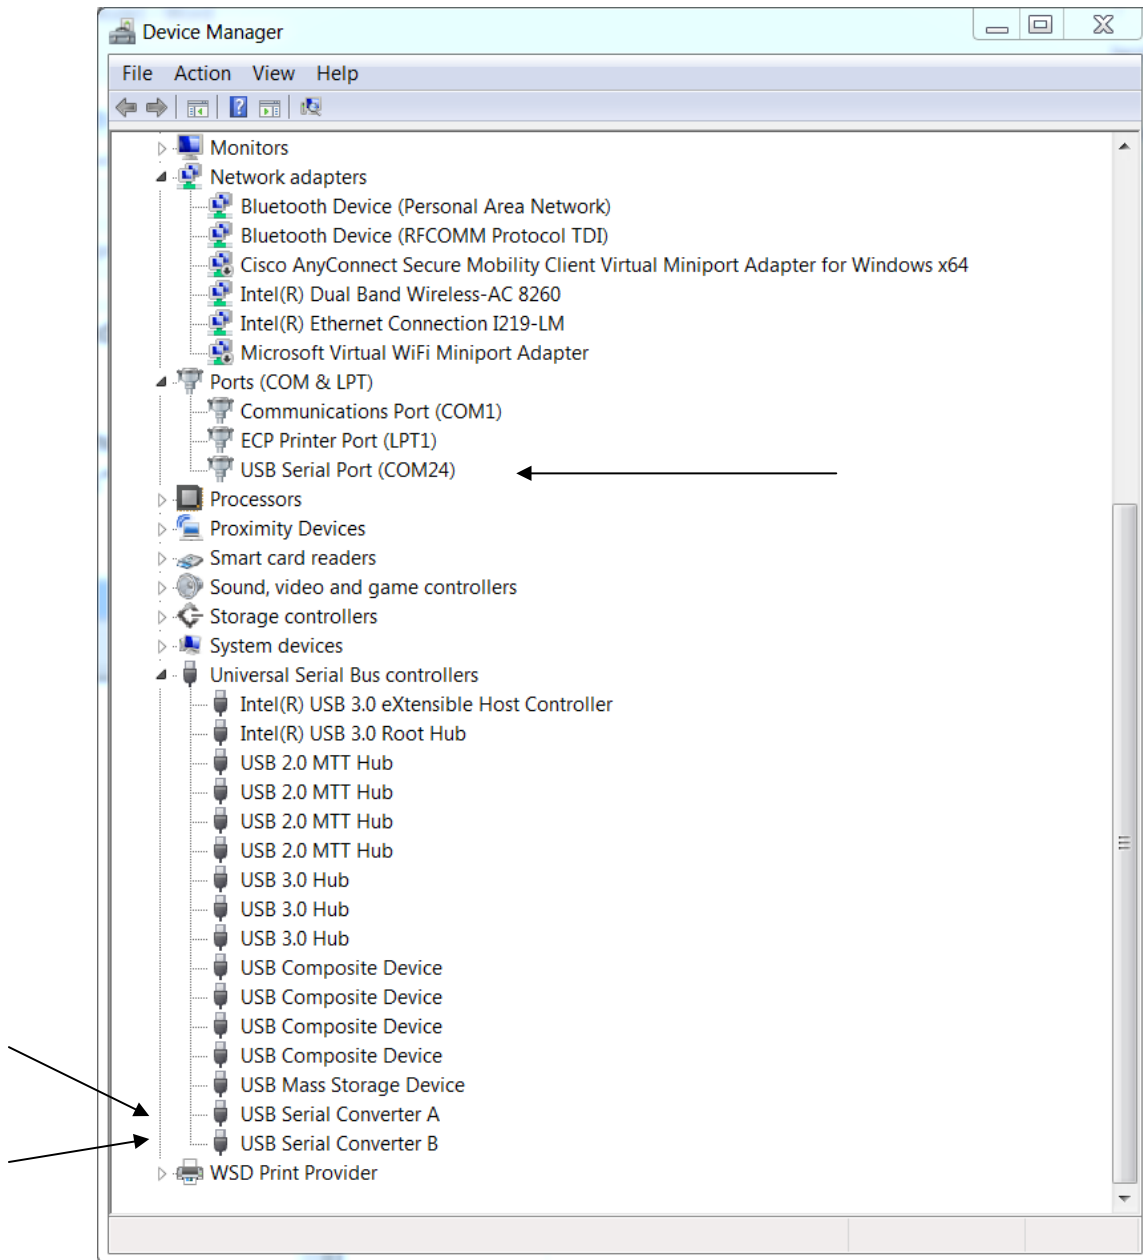 Device Manager
File Action View Help
Monitors
Network adapters
Bluetooth Device (Personal Area Network)
Bluetooth Device (RFCOMM Protocol TDI)
Cisco AnyConnect Secure Mobility Client Virtual Miniport Adapter for Windows x64
Intel(R) Dual Band Wireless-AC 8260
Intel(R) Ethernet Connection I219-LM
Microsoft Virtual WiFi Miniport Adapter
Ports (COM & LPT)
Communications Port (COM1)
ECP Printer Port (LPT1)
USB Serial Port (COM24)
Processors
Proximity Devices
Smart card readers
Sound, video and game controllers
Storage controllers
System devices
Universal Serial Bus controllers
Intel(R) USB 3.0 eXtensible Host Controller
Intel(R) USB 3.0 Root Hub
USB 2.0 MTT Hub
USB 2.0 MTT Hub
USB 2.0 MTT Hub
USB 2.0 MTT Hub
USB 3.0 Hub
USB 3.0 Hub
USB 3.0 Hub
USB Composite Device
USB Composite Device
USB Composite Device
USB Composite Device
USB Mass Storage Device
USB Serial Converter A
USB Serial Converter B
WSD Print Provider